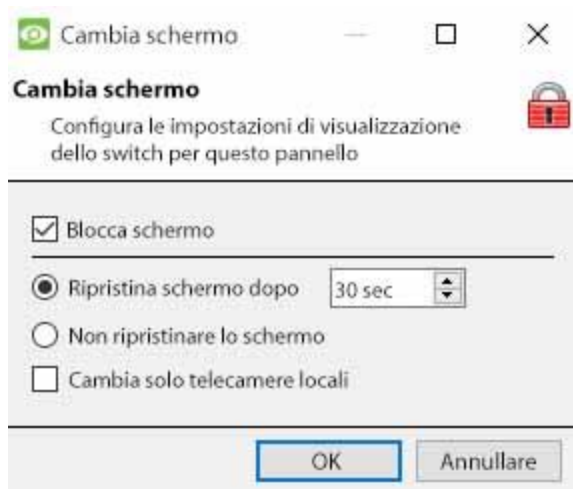 Cambia schermo
Cambia schermo
Configura le impostazioni di visualizzazione
dello switch per questo pannello
Blocca schermo
Ripristina schermo dopo 30 sec
Non ripristinare lo schermo
Cambia solo telecamere locali
OK Annullare